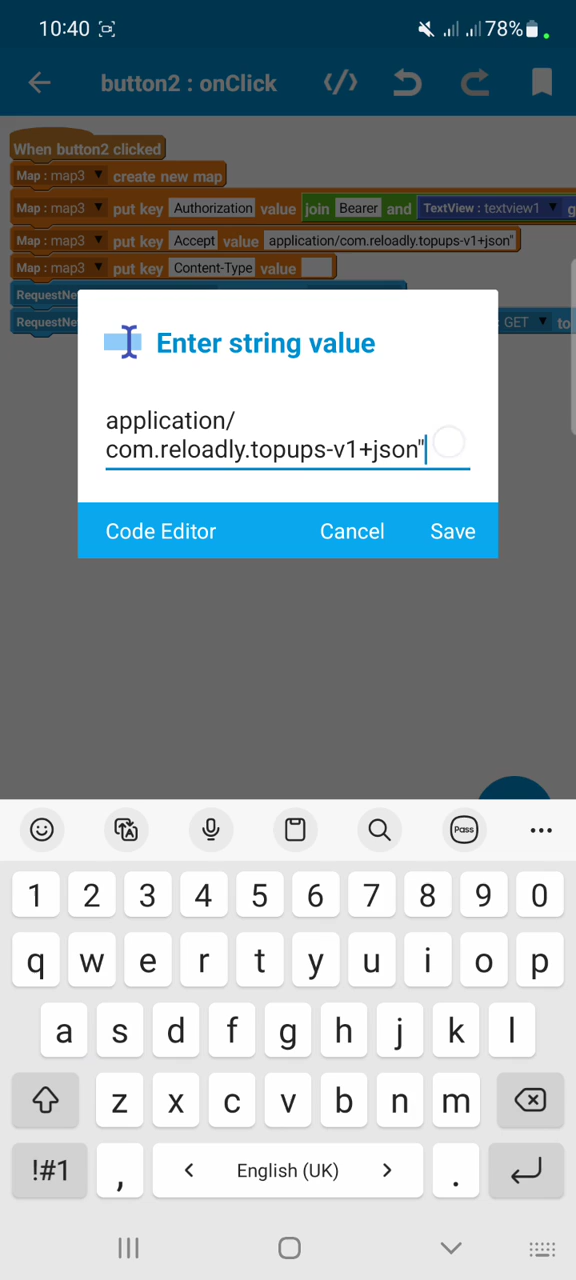 10:40 78%
button2 : onClick
When button2 clicked
Map : map3 create new map
Map : map3 put key Authorization value join Bearer and TextView : textview1 g
Map : map3 put key Accept value application/com.reloadly.topups-v1+json"
Map : map3 put key Content-Type value
RequestNe
RequestNe GET to
Enter string value
application/
com.reloadly.topups-v1+json"
Code Editor Cancel Save
Pass
1 2 3 4 5 6 7 8 9 0
q w e r t y u i o p
a s d f g h j k l
z x c v b n m
!#1 , < English (UK) > .